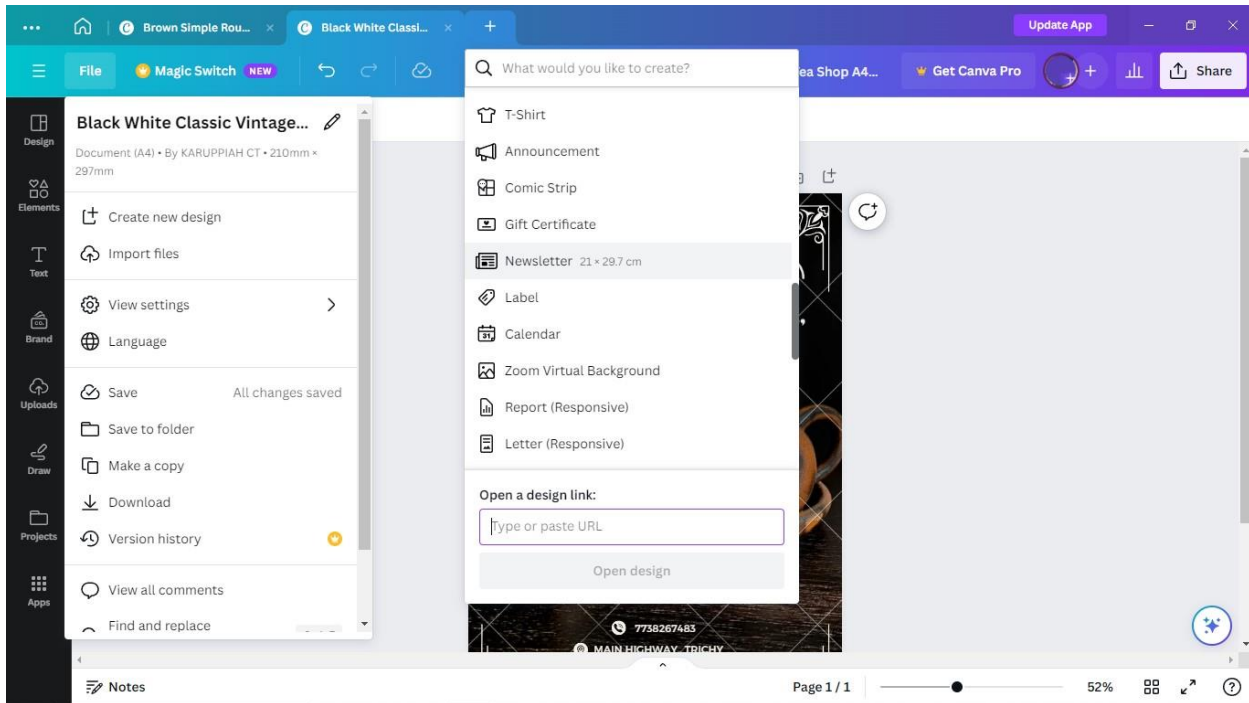 Brown Simple Rou...
Black White Classi...
Update App
File
Magic Switch NEW
What would you like to create?
ea Shop A4...
Get Canva Pro
Share
Design
Elements
Text
Brand
CO.
Uploads
Draw
Projects
Apps
Black White Classic Vintage...
Document (A4) • By KARUPPIAH CT • 210mm ×
297mm
Create new design
Import files
View settings
Language
Save All changes saved
Save to folder
Make a copy
Download
Version history
View all comments
Find and replace
T-Shirt
Announcement
Comic Strip
Gift Certificate
Newsletter 21 × 29.7 cm
Label
Calendar
Zoom Virtual Background
Report (Responsive)
Letter (Responsive)
Open a design link:
Type or paste URL
Open design
7738267483
MAIN HIGHWAY, TRICHY
Notes
Page 1 / 1
52%